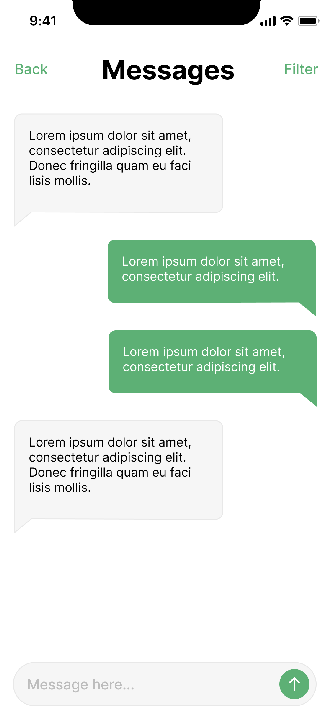 9:41
Back Messages Filter
Lorem ipsum dolor sit amet,
consectetur adipiscing elit.
Donec fringilla quam eu faci
lisis mollis.
Lorem ipsum dolor sit amet,
consectetur adipiscing elit.
Lorem ipsum dolor sit amet,
consectetur adipiscing elit.
Lorem ipsum dolor sit amet,
consectetur adipiscing elit.
Donec fringilla quam eu faci
lisis mollis.
Message here...